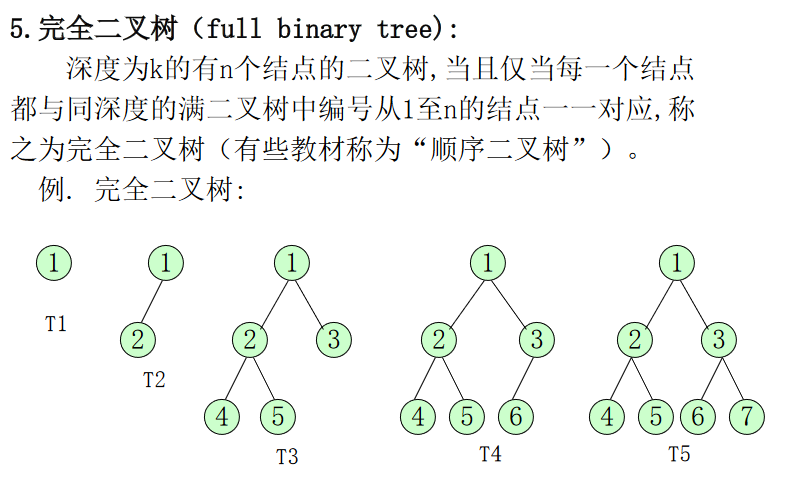 5.完全二叉树（full binary tree):
深度为k的有n个结点的二叉树,当且仅当每一个结点
都与同深度的满二叉树中编号从1至n的结点一一对应,称
之为完全二叉树（有些教材称为“顺序二叉树”）。
例. 完全二叉树:
1 1 1 1 1
2 2 3 2 3 2 3
4 5 4 5 6 4 5 6 7
T1 T2 T3 T4 T5